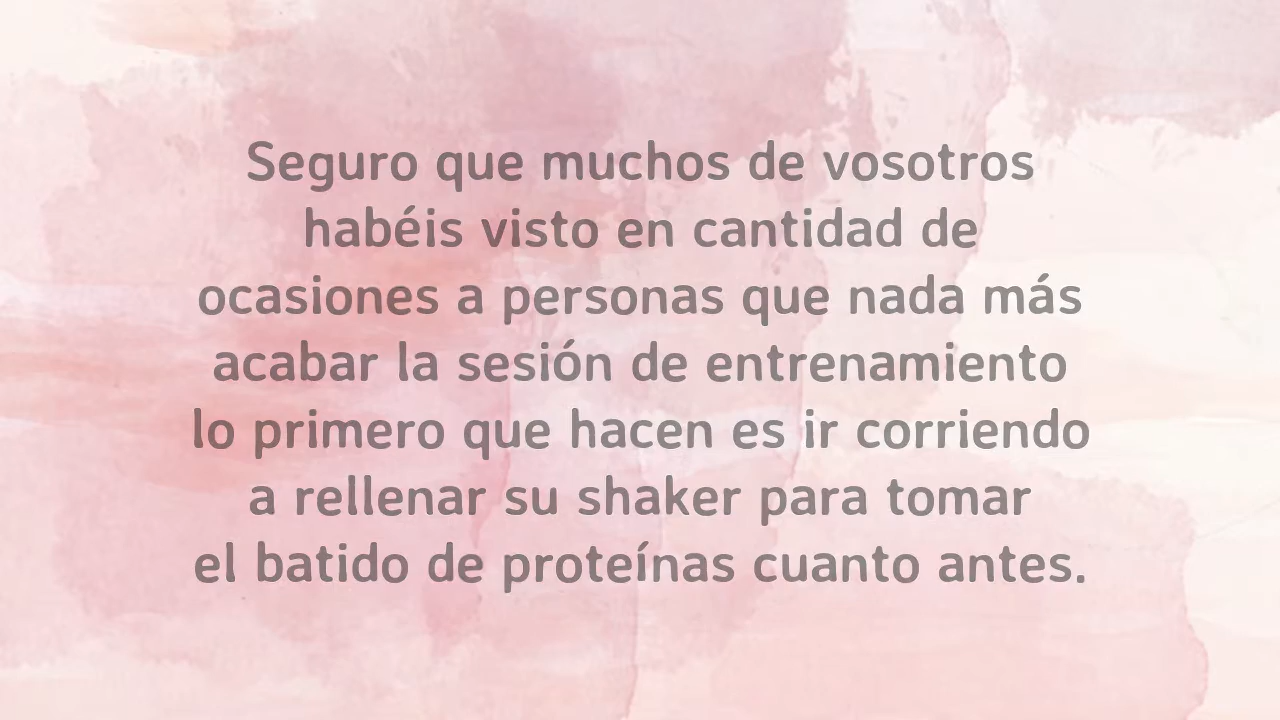 Seguro que muchos de vosotros
habéis visto en cantidad de
ocasiones a personas que nada más
acabar la sesión de entrenamiento
lo primero que hacen es ir corriendo
a rellenar su shaker para tomar
el batido de proteínas cuanto antes.